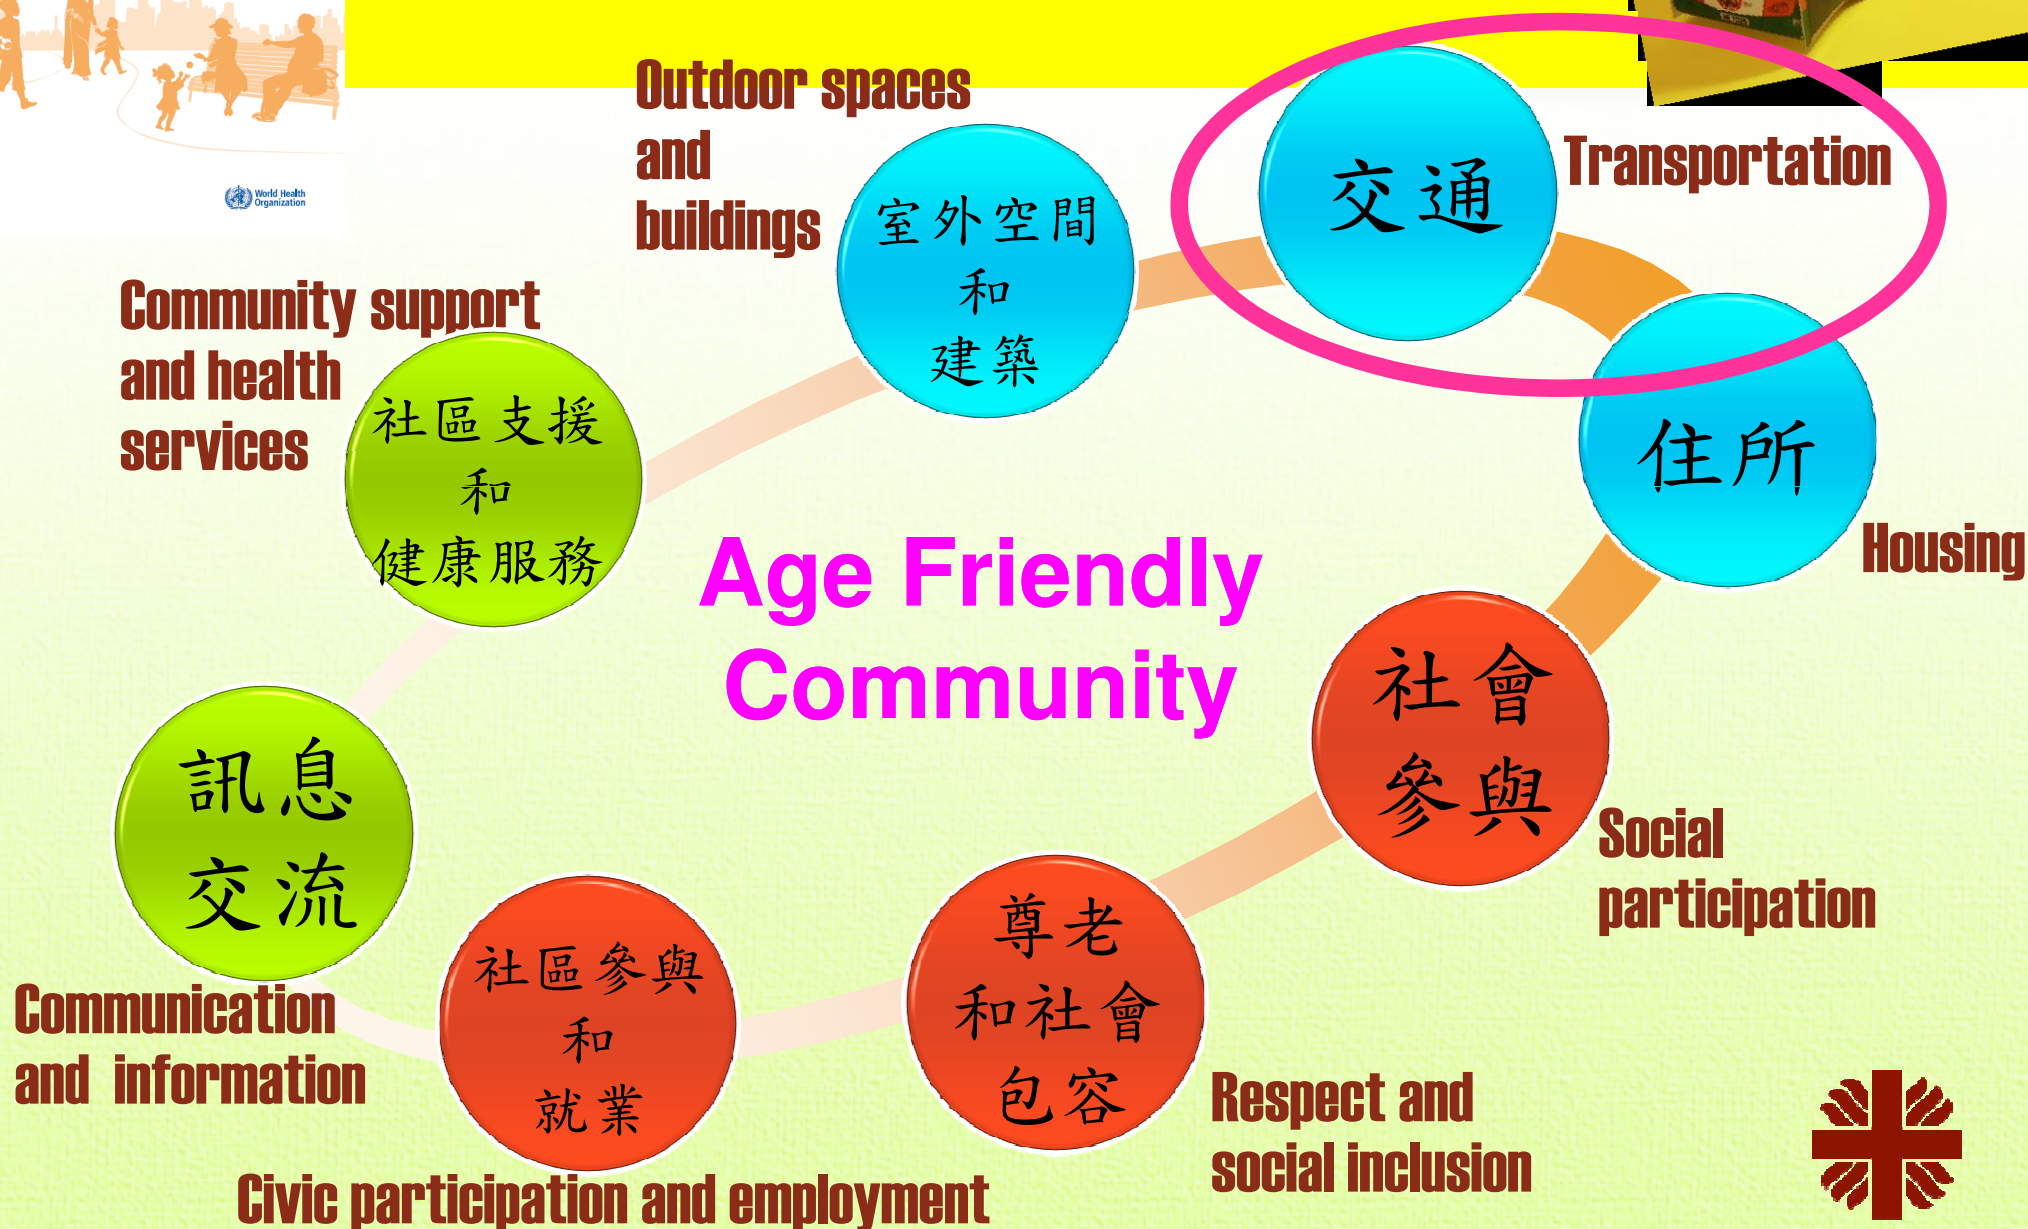 World Health
Organization
Outdoor spaces
and
buildings
室外空間
和
建築
交通
Transportation
住所
Housing
Community support
and health
services
社區支援
和
健康服務
Age Friendly
Community
社會
參與
Social
participation
訊息
交流
Communication
and information
社區參與
和
就業
Civic participation and employment
尊老
和社會
包容
Respect and
social inclusion